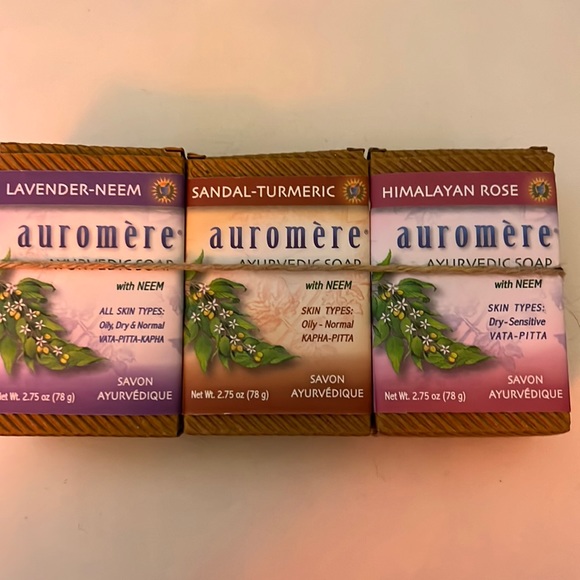 LAVENDER-NEEM
auromère
AYURVEDIC SOAP
with NEEM
ALL SKIN TYPES:
Oily, Dry & Normal
VATA-PITTA-KAPHA
Net Wt. 2.75 oz (78 g)
SAVON
AYURVÉDIQUE
SANDAL-TURMERIC
auromère
AYURVEDIC SOAP
with NEEM
SKIN TYPES:
Oily - Normal
KAPHA-PITTA
Net Wt. 2.75 oz (78 g)
SAVON
AYURVÉDIQUE
HIMALAYAN ROSE
auromère
AYURVEDIC SOAP
with NEEM
SKIN TYPES:
Dry-Sensitive
VATA-PITTA
Net Wt. 2.75 oz (78 g)
SAVON
AYURVÉDIQUE